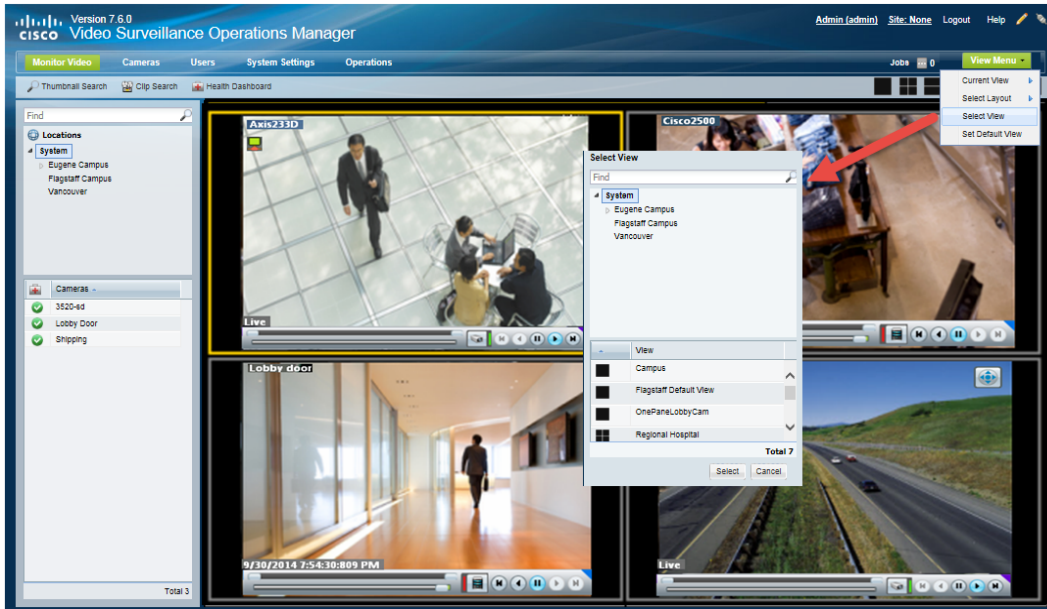 Version 7.6.0
CISCO Video Surveillance Operations Manager
Admin (admin) Site: None Logout Help
Monitor Video Cameras Users System Settings Operations
Jobs 0 View Menu
Thumbnail Search Clip Search Health Dashboard
Current View
Select Layout
Select View
Set Default View
Find
Locations
System
Eugene Campus
Flagstaff Campus
Vancouver
Cameras
3520-sd
Lobby Door
Shipping
Total 3
Axis233D
Live
Cisco2500
Select View
Find
System
Eugene Campus
Flagstaff Campus
Vancouver
View
Campus
Flagstaff Default View
OnePaneLobbyCam
Regional Hospital
Total 7
Select Cancel
Lobby door
9/30/2014 7:54:30:809 PM
Live